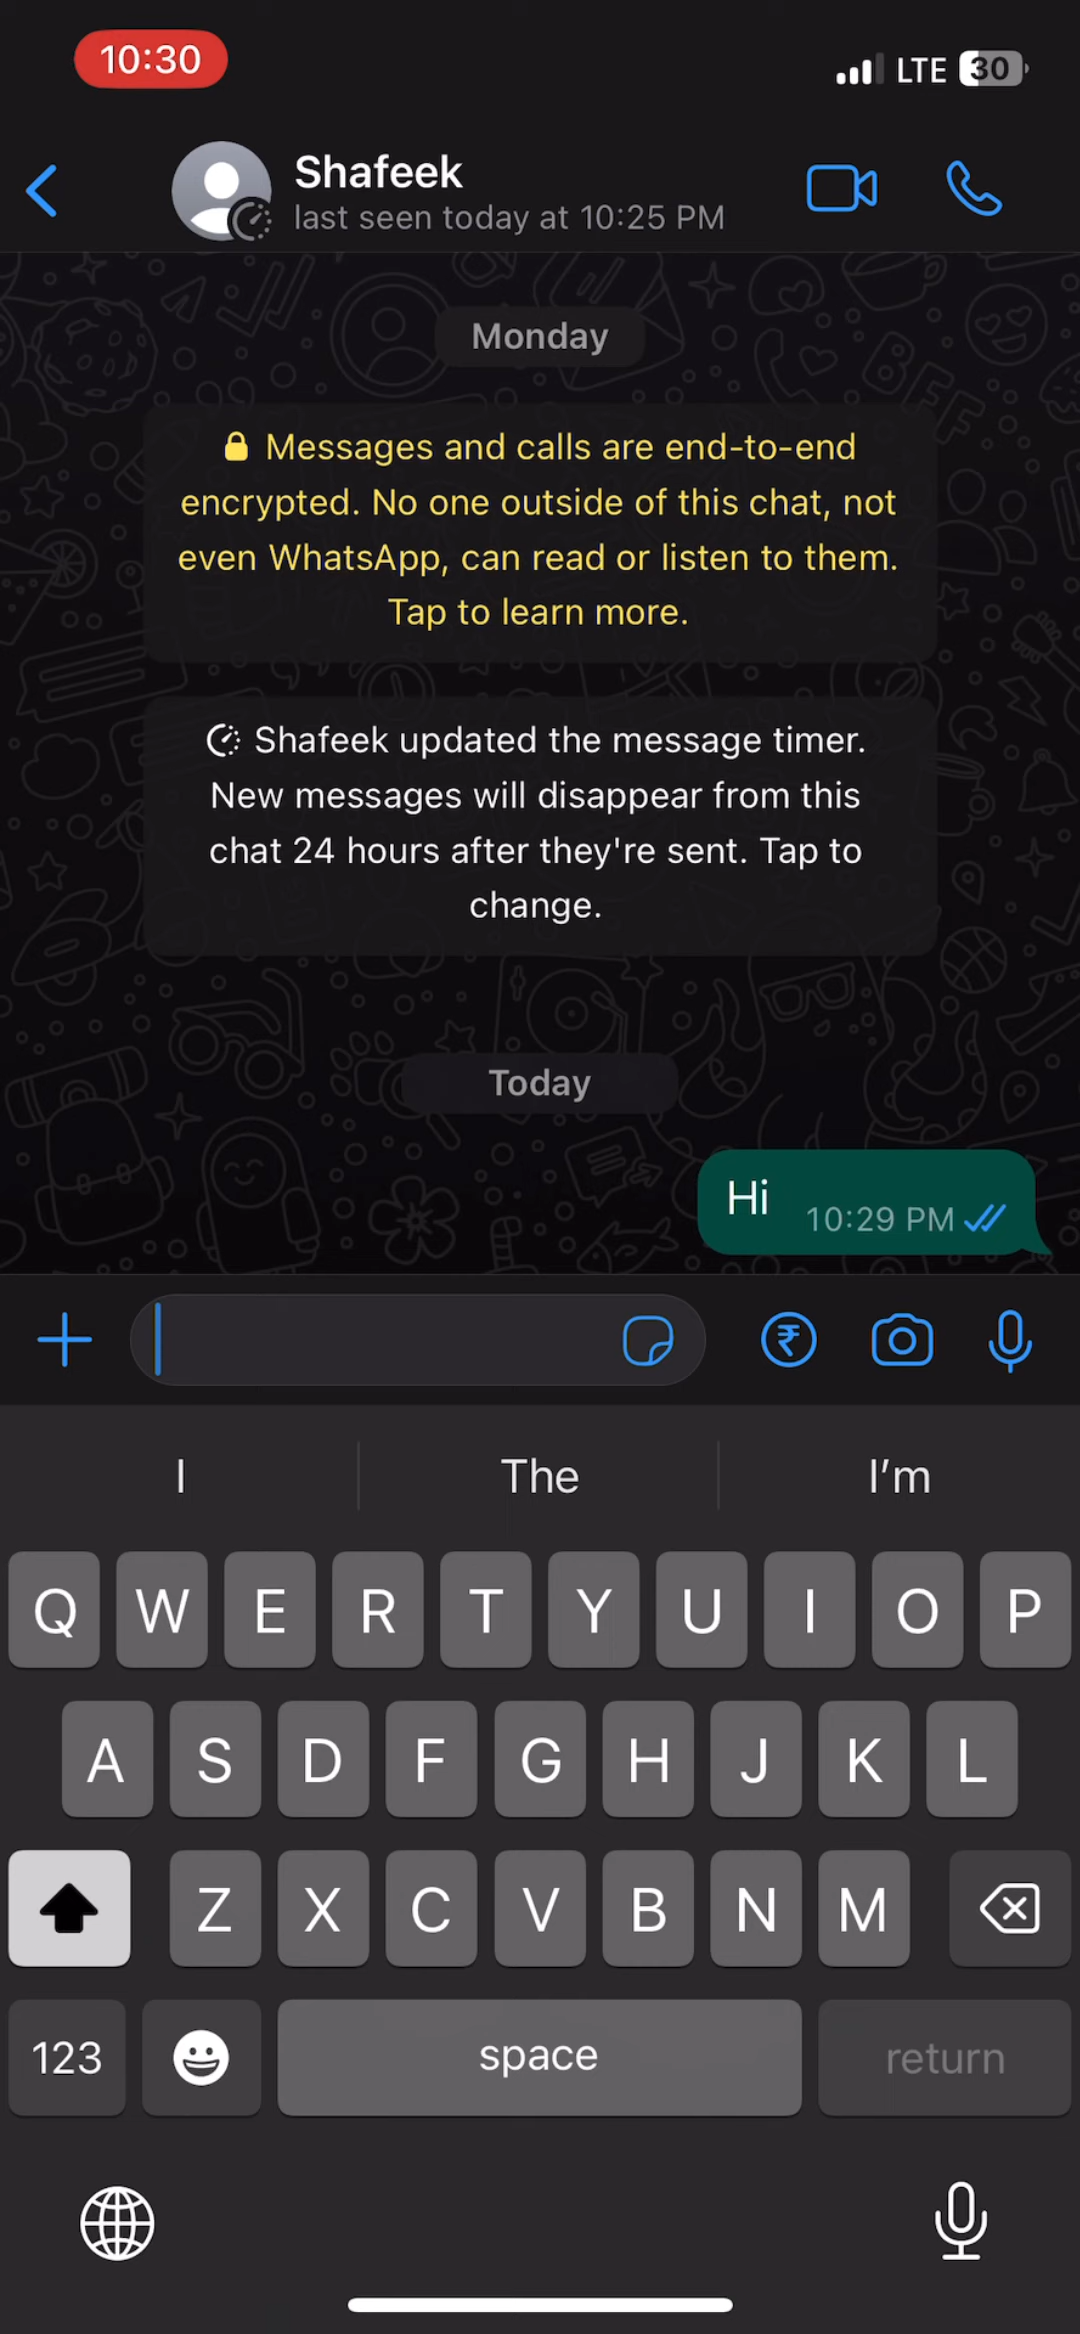 10:30
LTE 30
Shafeek
last seen today at 10:25 PM
Monday
Messages and calls are end-to-end
encrypted. No one outside of this chat, not
even WhatsApp, can read or listen to them.
Tap to learn more.
Shafeek updated the message timer.
New messages will disappear from this
chat 24 hours after they're sent. Tap to
change.
Today
Hi
10:29 PM
I The I’m
Q W E R T Y U I O P
A S D F G H J K L
Z X C V B N M
123 space return